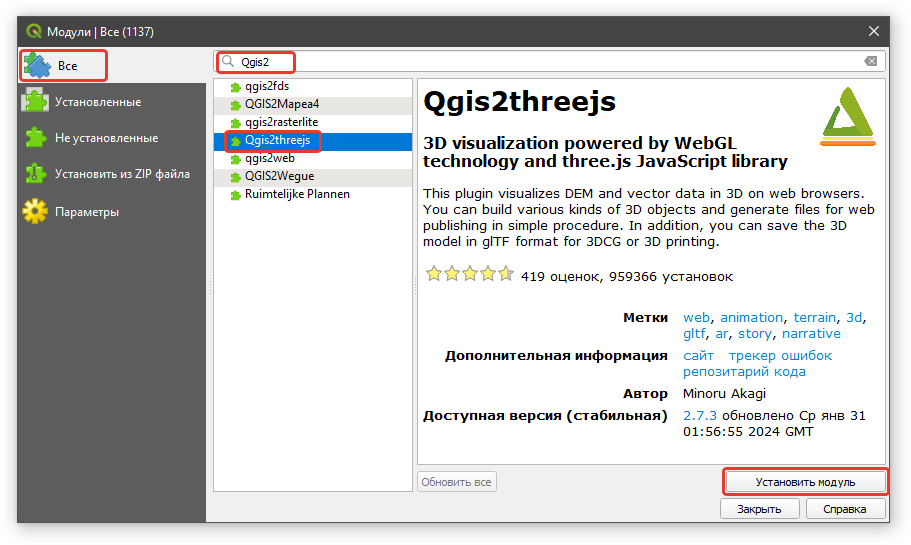 Модули | Все (1137)
Все
Установленные
Не установленные
Установить из ZIP файла
Параметры
Qgis2
qgis2fds
QGIS2Mapea4
qgis2rasterlite
Qgis2threejs
qgis2web
QGIS2Wegue
Ruimtelijke Plannen
Qgis2threejs
3D visualization powered by WebGL
technology and three.js JavaScript library
This plugin visualizes DEM and vector data in 3D on web browsers.
You can build various kinds of 3D objects and generate files for web
publishing in simple procedure. In addition, you can save the 3D
model in glTF format for 3DCG or 3D printing.
419 оценок, 959366 установок
Метки web, animation, terrain, 3d,
gltf, ar, story, narrative
Дополнительная информация сайт трекер ошибок
репозитарий кода
Автор Minoru Akagi
Доступная версия (стабильная) 2.7.3 обновлено Ср янв 31
01:56:55 2024 GMT
Обновить все
Установить модуль
Закрыть
Справка